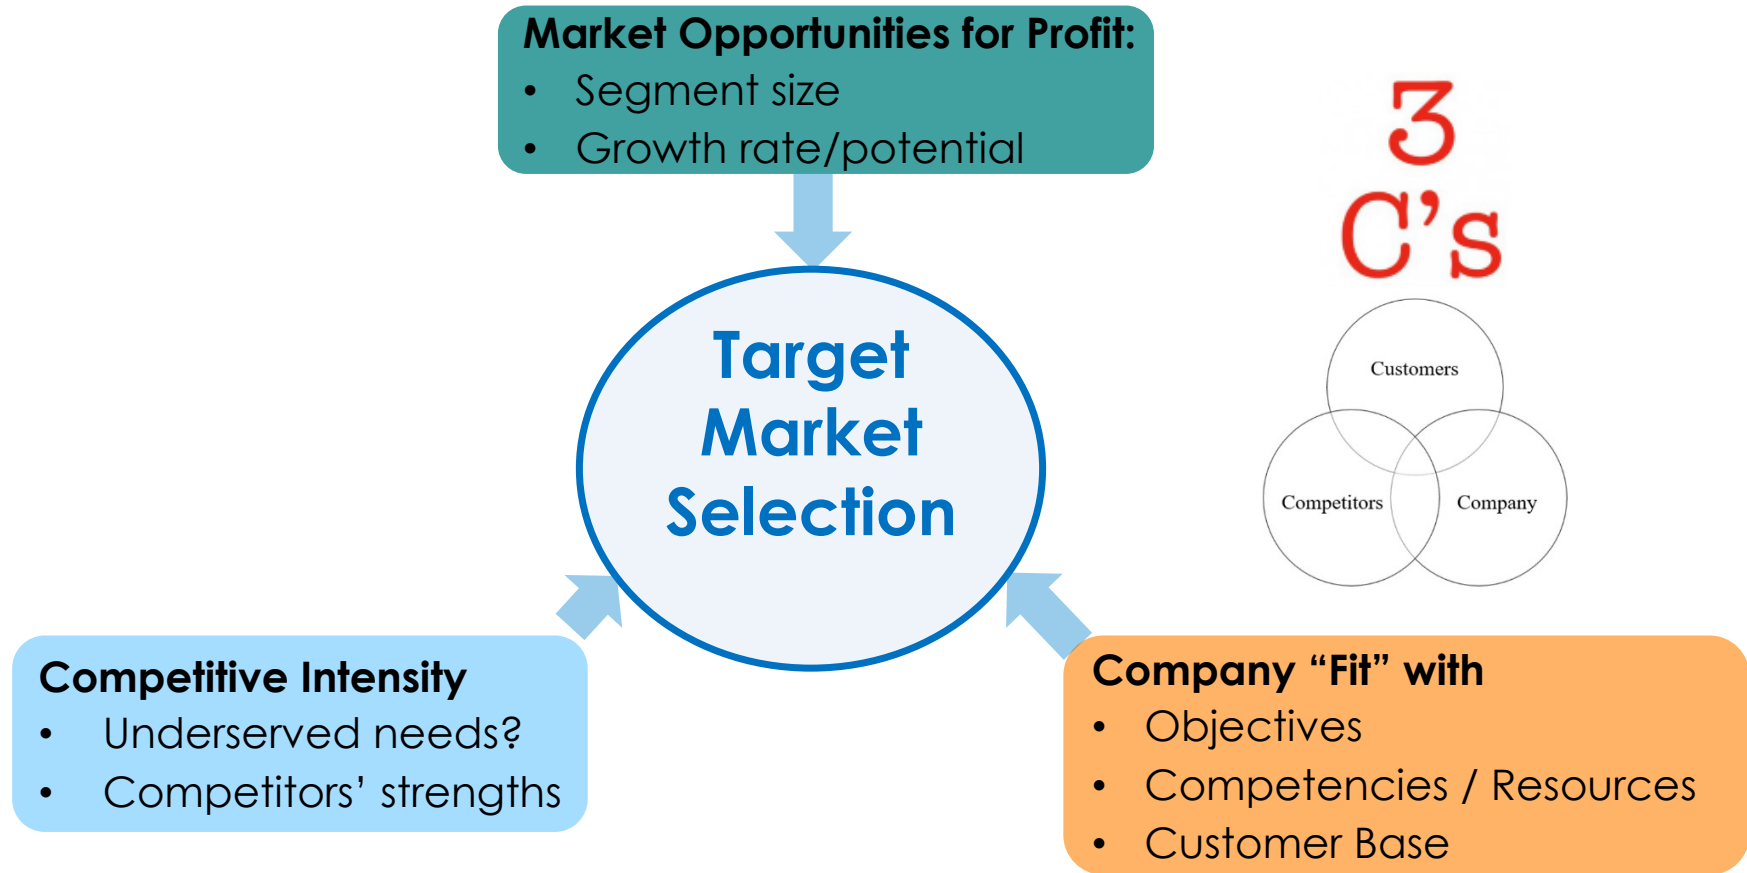 Market Opportunities for Profit:
• Segment size
• Growth rate/potential
3
C’s
Target
Market
Selection
Customers
Competitors
Company
Competitive Intensity
• Underserved needs?
• Competitors’ strengths
Company “Fit” with
• Objectives
• Competencies / Resources
• Customer Base